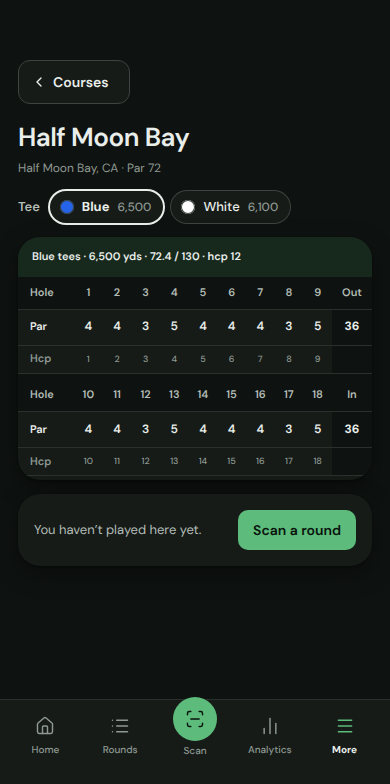 Courses
Half Moon Bay
Half Moon Bay, CA · Par 72
Tee Blue 6,500 White 6,100
Blue tees · 6,500 yds · 72.4 / 130 · hcp 12
Hole 1 2 3 4 5 6 7 8 9 Out
Par 4 4 3 5 4 4 4 3 5 36
Hcp 1 2 3 4 5 6 7 8 9
Hole 10 11 12 13 14 15 16 17 18 In
Par 4 4 3 5 4 4 4 3 5 36
Hcp 10 11 12 13 14 15 16 17 18
You haven’t played here yet. Scan a round
Home Rounds Scan Analytics More